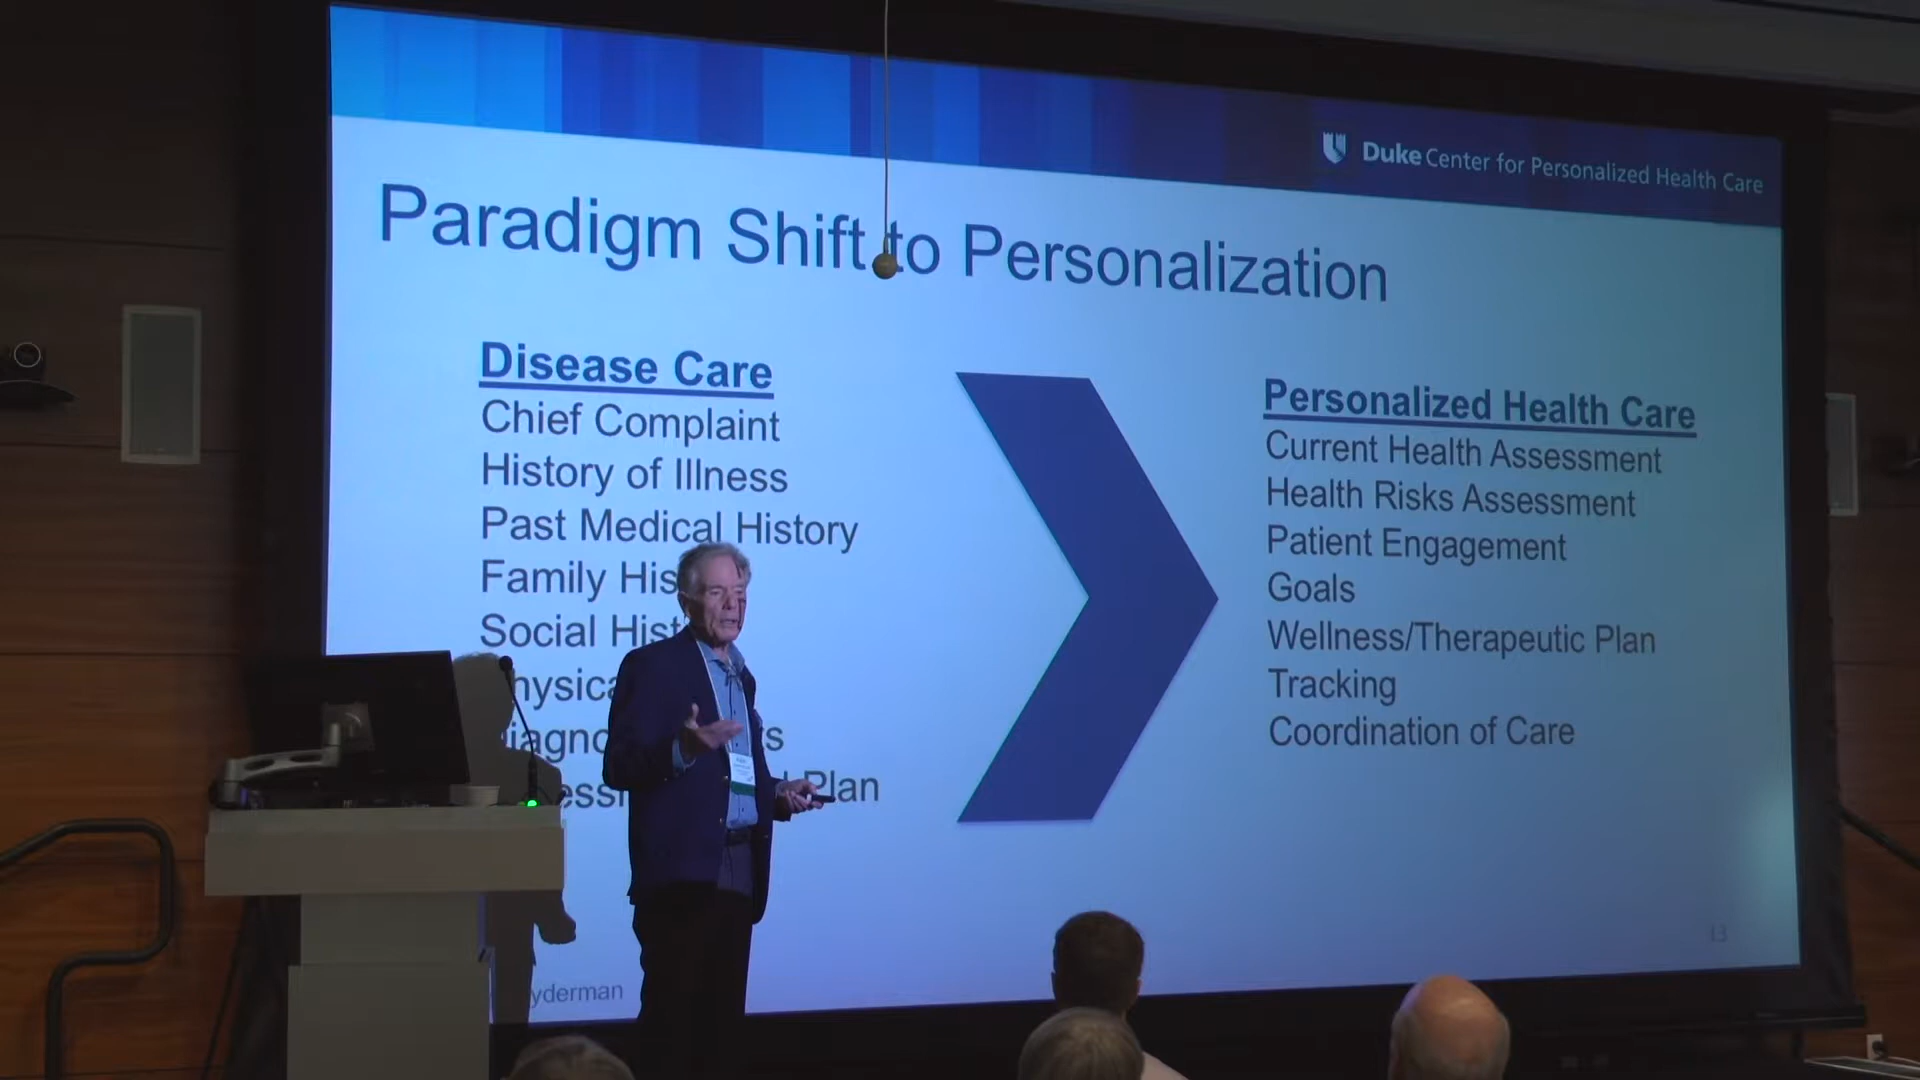 Duke Center for Personalized Health Care
Paradigm Shift to Personalization
Disease Care
Chief Complaint
History of Illness
Past Medical History
Family His
Social Hist
hysica
iagno s
essm Plan
Personalized Health Care
Current Health Assessment
Health Risks Assessment
Patient Engagement
Goals
Wellness/Therapeutic Plan
Tracking
Coordination of Care
yderman
13